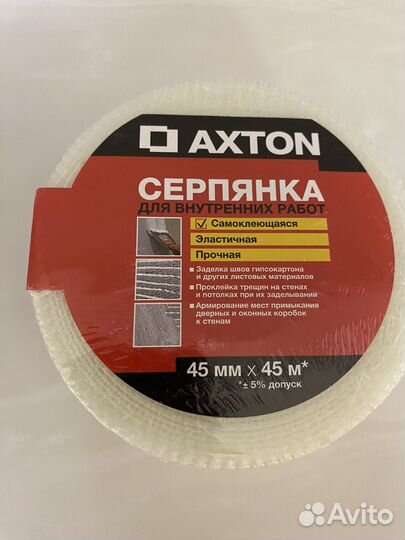 AXTON
СЕРПЯНКА
ДЛЯ ВНУТРЕННИХ РАБОТ
Самоклеющаяся
Эластичная
Прочная
Заделка швов гипсокартона
и других листовых материалов
Проклейка трещин на стенах
и потолках при их заделывании
Армирование мест примыкания
дверных и оконных коробок
к стенам
45 мм x 45 м*
*± 5% допуск
Avito